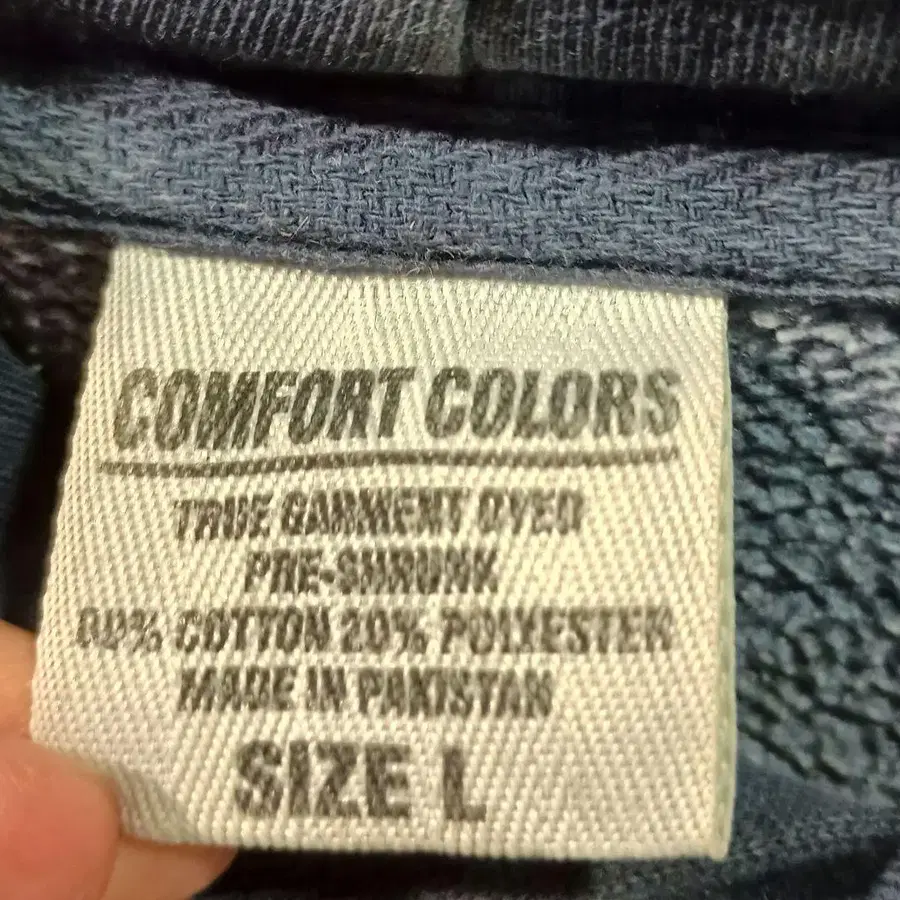 COMFORT COLORS
TRUE GARMENT DYED
PRE-SHRUNK
80% COTTON 20% POLYESTER
MADE IN PAKISTAN
SIZE L